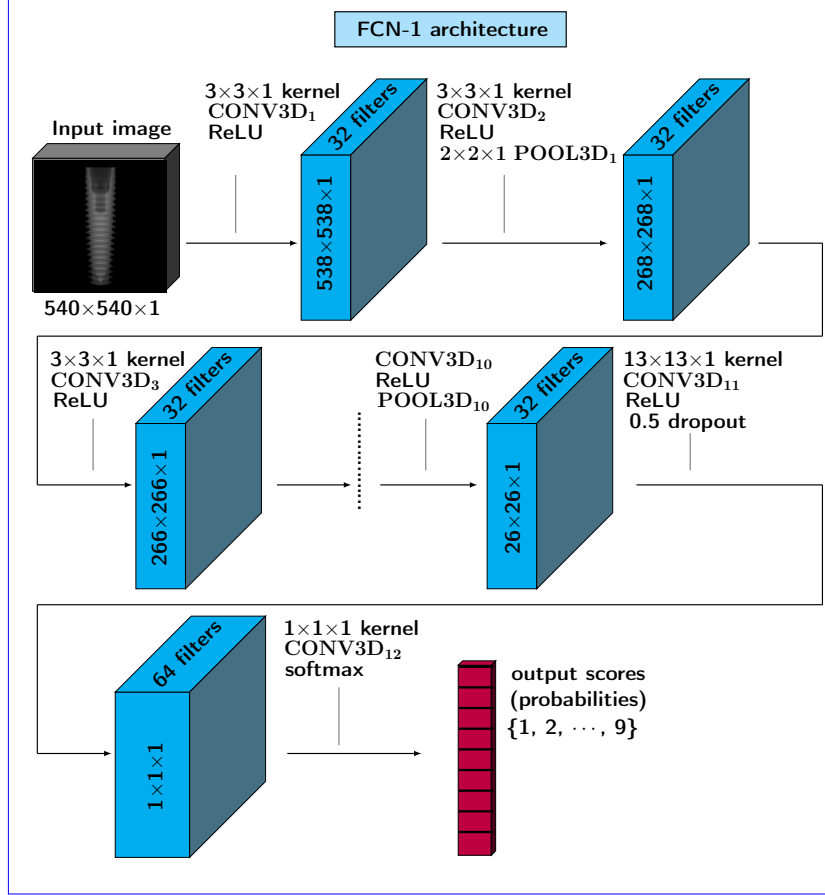 FCN-1 architecture
Input image
540×540×1
3×3×1 kernel
CONV3D₁
ReLU
32 filters
538×538×1
3×3×1 kernel
CONV3D₂
ReLU
2×2×1 POOL3D₁
32 filters
268×268×1
3×3×1 kernel
CONV3D₃
ReLU
32 filters
266×266×1
CONV3D₁₀
ReLU
POOL3D₁₀
32 filters
26×26×1
13×13×1 kernel
CONV3D₁₁
ReLU
0.5 dropout
64 filters
1×1×1
1×1×1 kernel
CONV3D₁₂
softmax
output scores
(probabilities)
{1, 2, ⋯, 9}